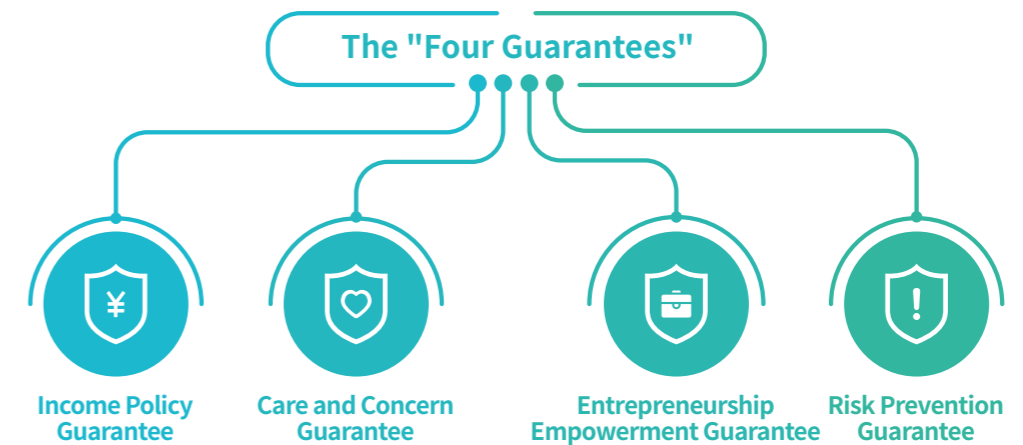 The "Four Guarantees"
¥
Income Policy
Guarantee
Care and Concern
Guarantee
Entrepreneurship
Empowerment Guarantee
!
Risk Prevention
Guarantee